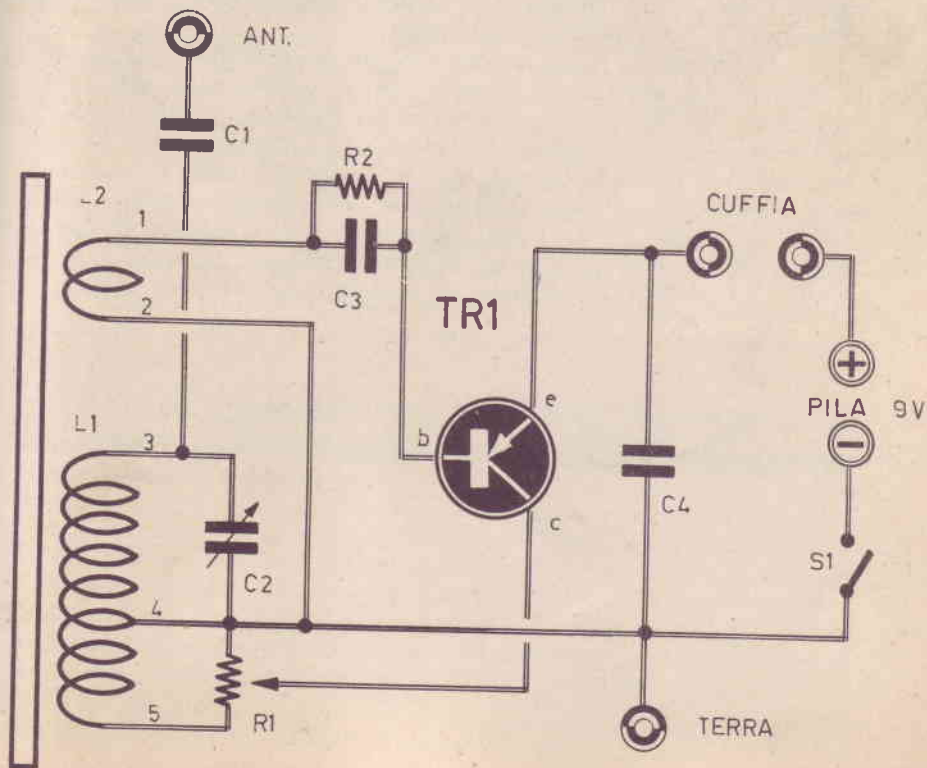 ANT.
C1
R2
L2
1
CUFFIA
C3
2
TR1
+
PILA 9V
-
L1
3
b
e
C4
c
S1
C2
4
5
R1
TERRA